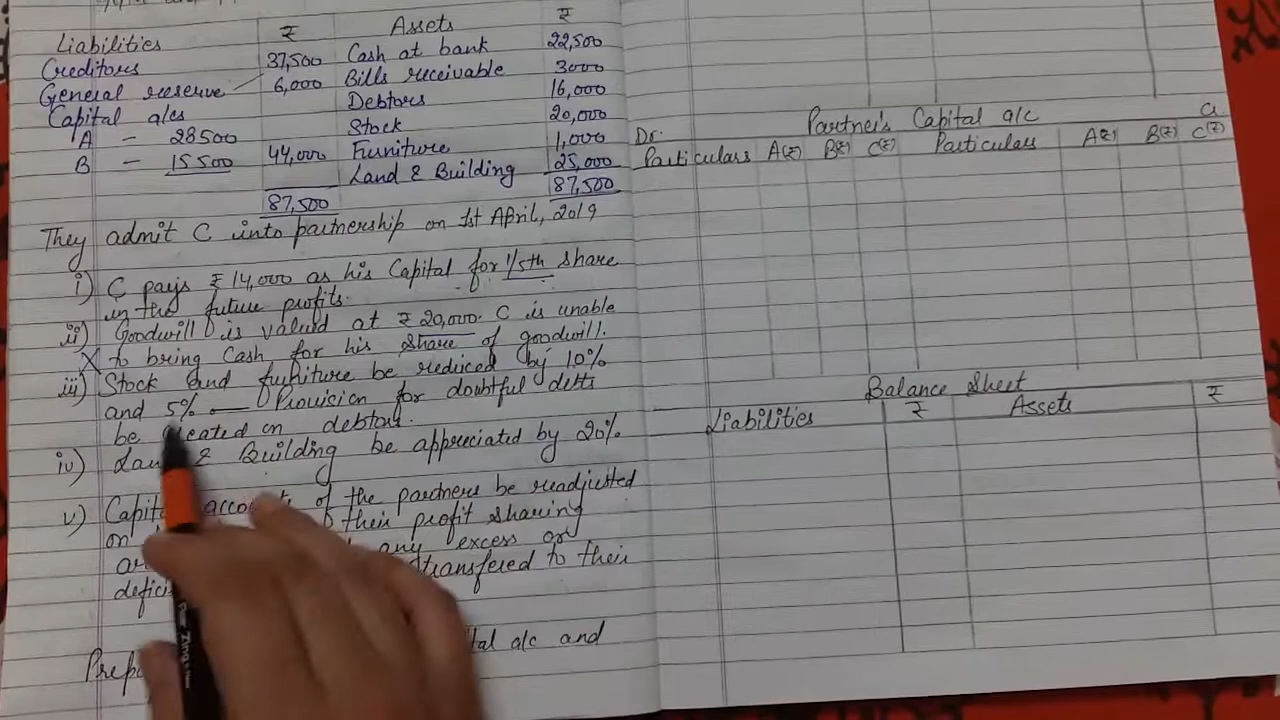 Liabilities ₹ Assets ₹
Creditors 37,500 Cash at bank 22,500
General reserve 6,000 Bills receivable 3000
Capital a/cs Debtors 16,000
A - 28500 Stock 20,000
B - 15500 44,000 Furniture 1,000
Land & Building 25,000
87,500 87,500
They admit C into partnership on 1st April, 2019
i) C pays ₹ 14,000 as his Capital for 1/5th share
in the future profits.
ii) Goodwill is valued at ₹ 20,000. C is unable
to bring Cash for his share of goodwill.
iii) Stock and furniture be reduced by 10%
and 5% — Provision for doubtful debts
be created on debtors.
iv) & Building be appreciated by 20%
v) of the partners be readjusted
on their profit sharing
any excess or
transfered to their
a/c and
Partner's Capital a/c
Dr. Cr
Particulars A(₹) B(₹) C(₹) Particulars A(₹) B(₹) C(₹)
Balance Sheet
Liabilities ₹ Assets ₹